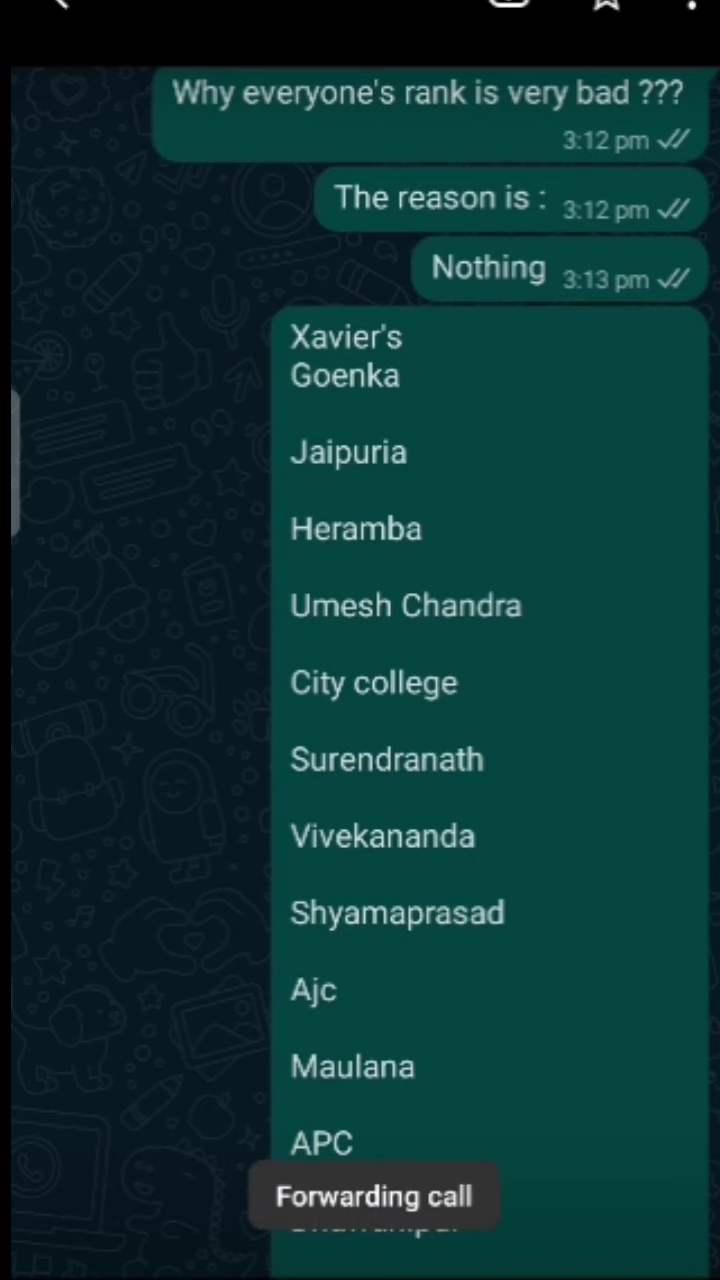 Why everyone's rank is very bad ???
3:12 pm
The reason is :
3:12 pm
Nothing
3:13 pm
Xavier's
Goenka
Jaipuria
Heramba
Umesh Chandra
City college
Surendranath
Vivekananda
Shyamaprasad
Ajc
Maulana
APC
Forwarding call